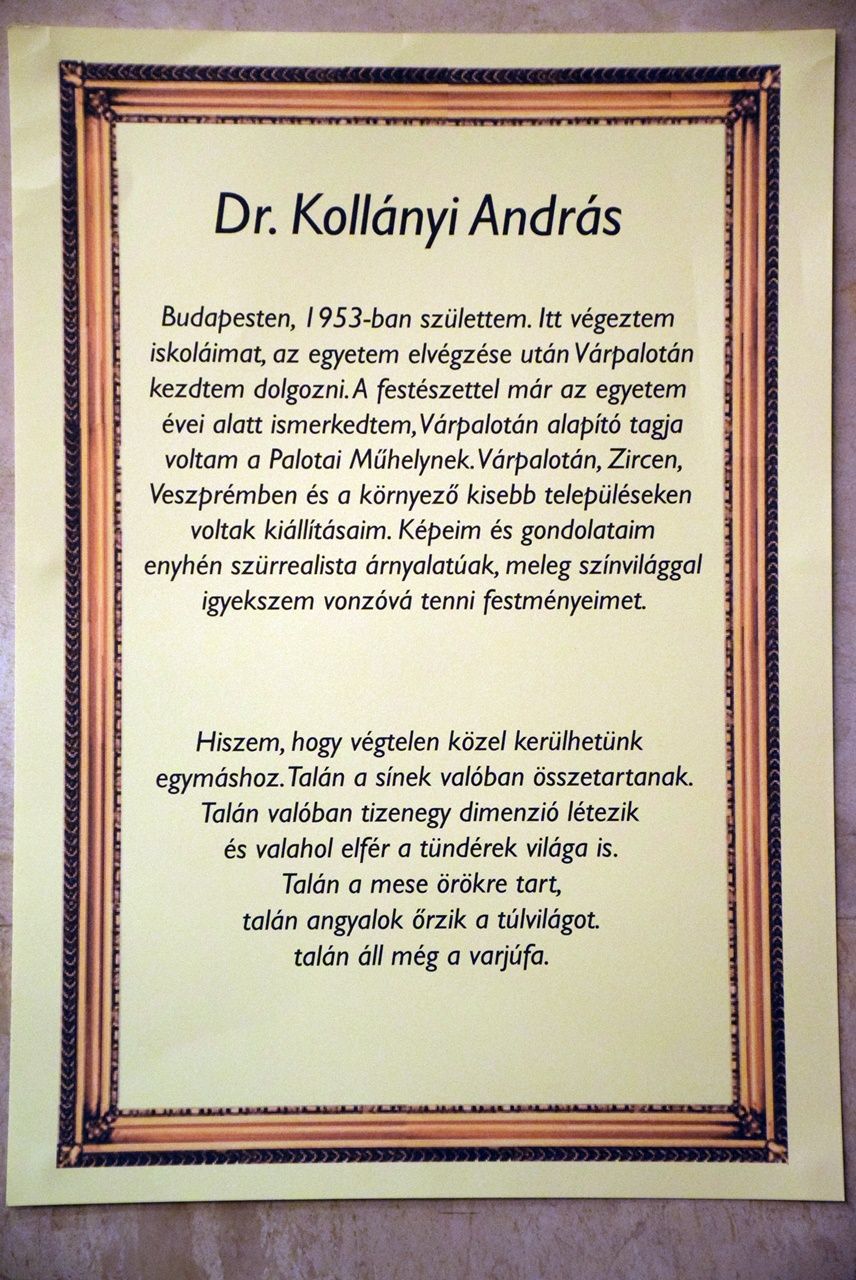 Dr. Kollányi András
Budapesten, 1953-ban születtem. Itt végeztem
iskoláimat, az egyetem elvégzése után Várpalotán
kezdtem dolgozni. A festészettel már az egyetem
évei alatt ismerkedtem, Várpalotán alapító tagja
voltam a Palotai Műhelynek. Várpalotán, Zircen,
Veszprémben és a környező kisebb településeken
voltak kiállításaim. Képeim és gondolataim
enyhén szürrealista árnyalatúak, meleg színvilággal
igyekszem vonzóvá tenni festményeimet.
Hiszem, hogy végtelen közel kerülhetünk
egymáshoz. Talán a sínek valóban összetartanak.
Talán valóban tizenegy dimenzió létezik
és valahol elfér a tündérek világa is.
Talán a mese örökre tart,
talán angyalok őrzik a túlvilágot.
talán áll még a varjúfa.